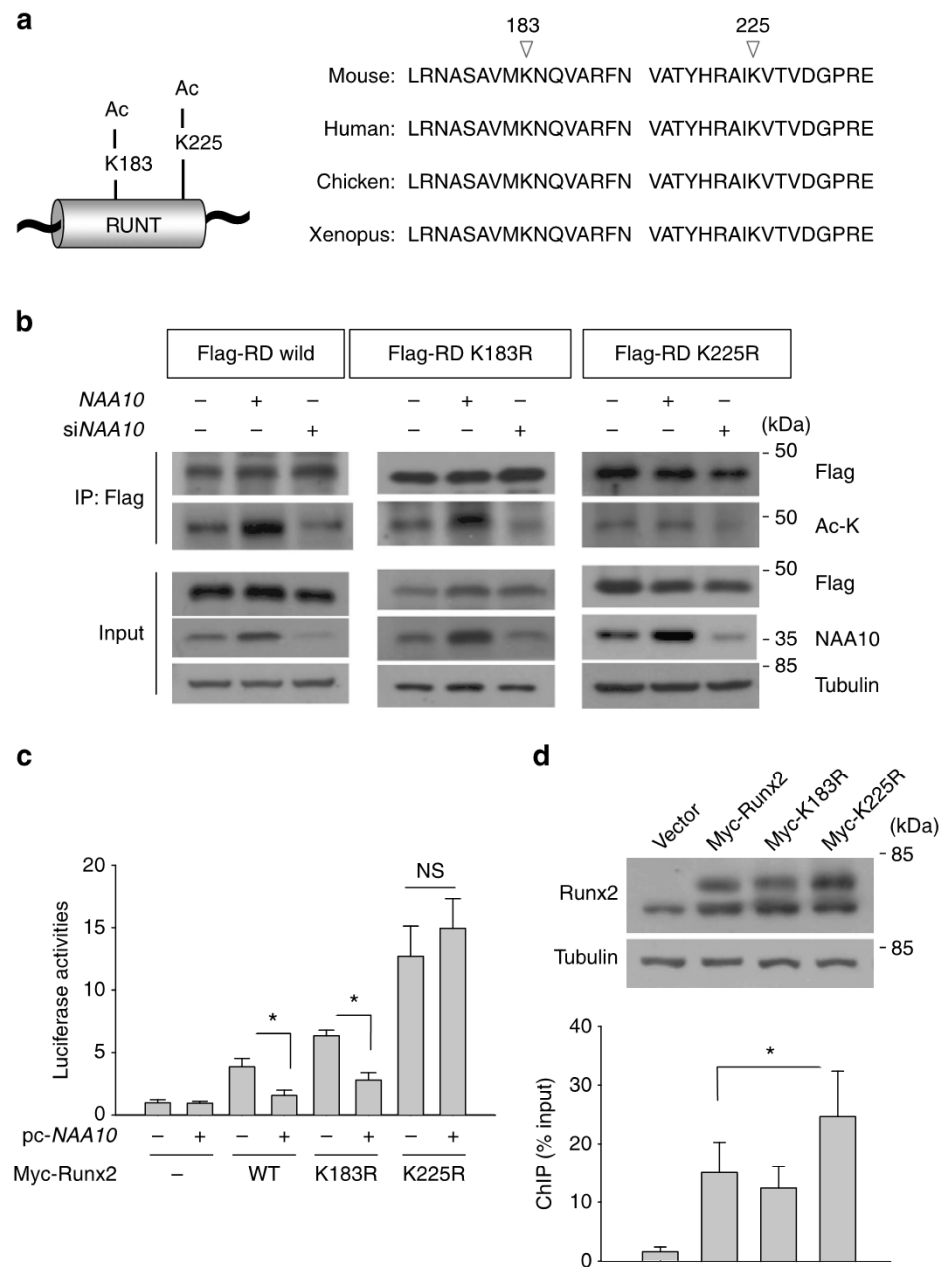 a
183 225
Mouse: LRNASAVMKNQVARFN VATYHRAIKVTVDGPRE
Human: LRNASAVMKNQVARFN VATYHRAIKVTVDGPRE
Chicken: LRNASAVMKNQVARFN VATYHRAIKVTVDGPRE
Xenopus: LRNASAVMKNQVARFN VATYHRAIKVTVDGPRE
Ac Ac
K183 K225
RUNT
b
Flag-RD wild Flag-RD K183R Flag-RD K225R
NAA10 – + – – + – – + –
siNAA10 – – + – – + – – + (kDa)
IP: Flag
- 50
Flag
- 50
Ac-K
Input
- 50
Flag
- 35 NAA10
- 85
Tubulin
c
Luciferase activities
20
15
10
5
0
* * NS
pc-NAA10 – + – + – + – +
Myc-Runx2 – WT K183R K225R
d
Vector Myc-Runx2 Myc-K183R Myc-K225R (kDa)
- 85
Runx2
- 85
Tubulin
ChIP (% input)
40
30
20
10
0
*